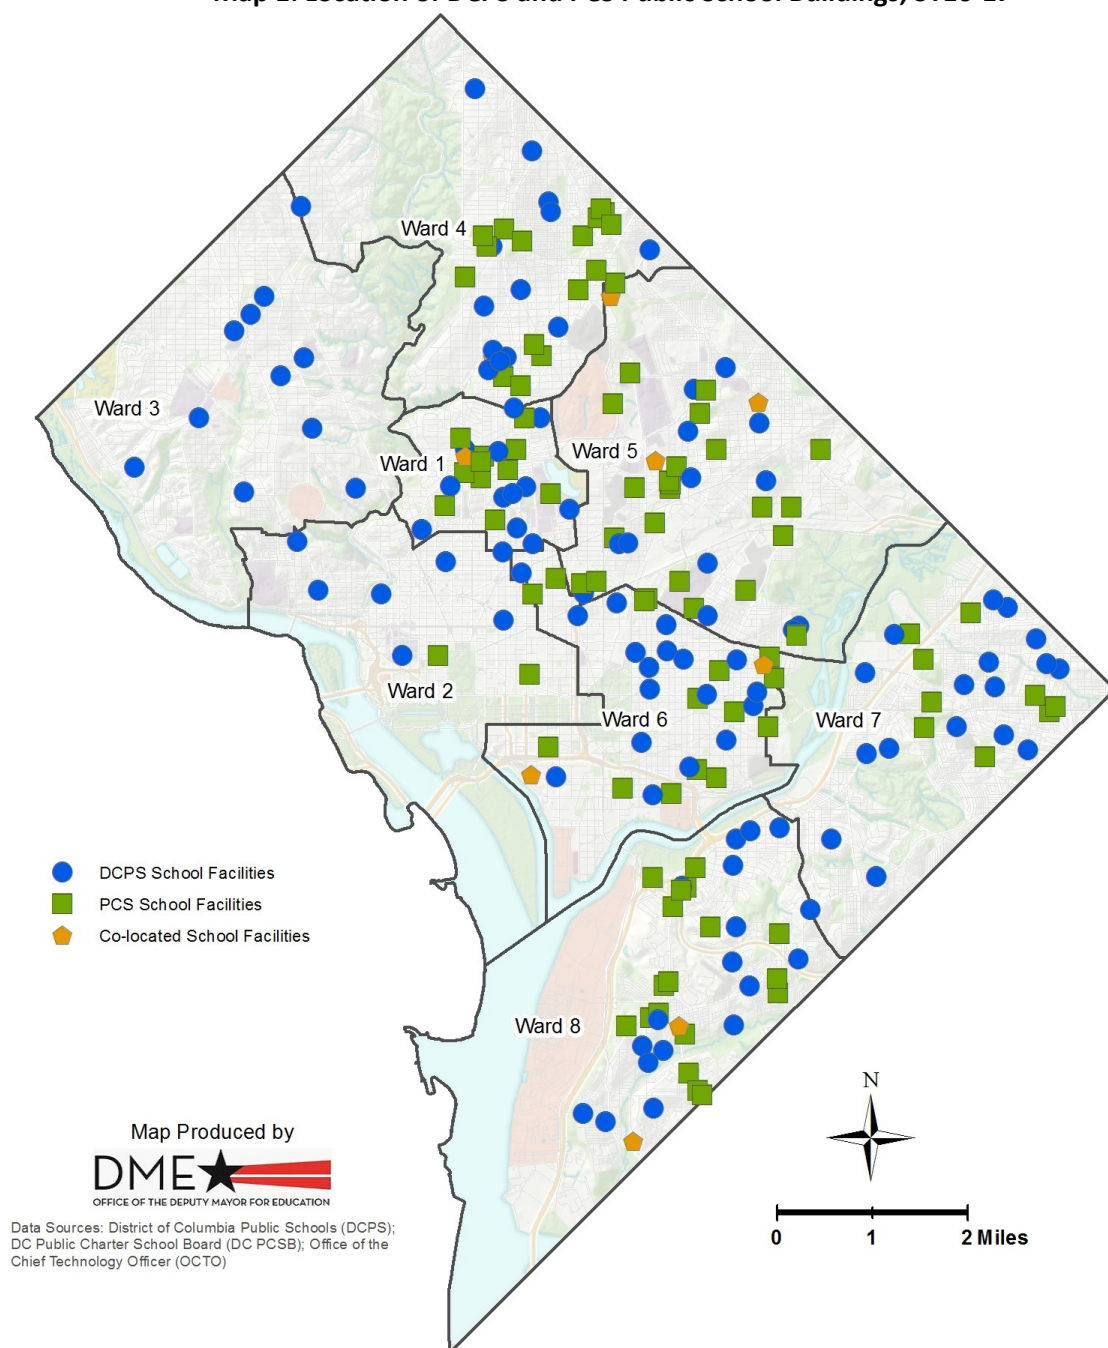 Ward 4
Ward 3
Ward 5
Ward 1
Ward 2
Ward 6
Ward 7
DCPS School Facilities
PCS School Facilities
Co-located School Facilities
Ward 8
N
Map Produced by
DME
OFFICE OF THE DEPUTY MAYOR FOR EDUCATION
Data Sources: District of Columbia Public Schools (DCPS);
DC Public Charter School Board (DC PCSB); Office of the
Chief Technology Officer (OCTO)
0 1 2 Miles